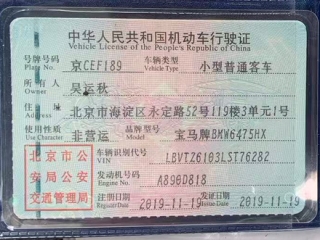 中华人民共和国机动车行驶证
Vehicle License of the People's Republic of China
号牌号码 京CEF189 车辆类型 小型普通客车
Plate No. Vehicle Type
所有人 吴运秋
Owner
住址 北京市海淀区永定路52号119楼3单元1号
Address
使用性质 非营运 品牌型号 宝马牌BMW6475HX
Use Character Model
北京市公 车辆识别代号 LBVTZ6103LST76282
VIN
安局公安 发动机号码 A890D818
Engine No.
交通管理局 注册日期 2019-11-19 发证日期 2019-11-19
Register Date Issue Date